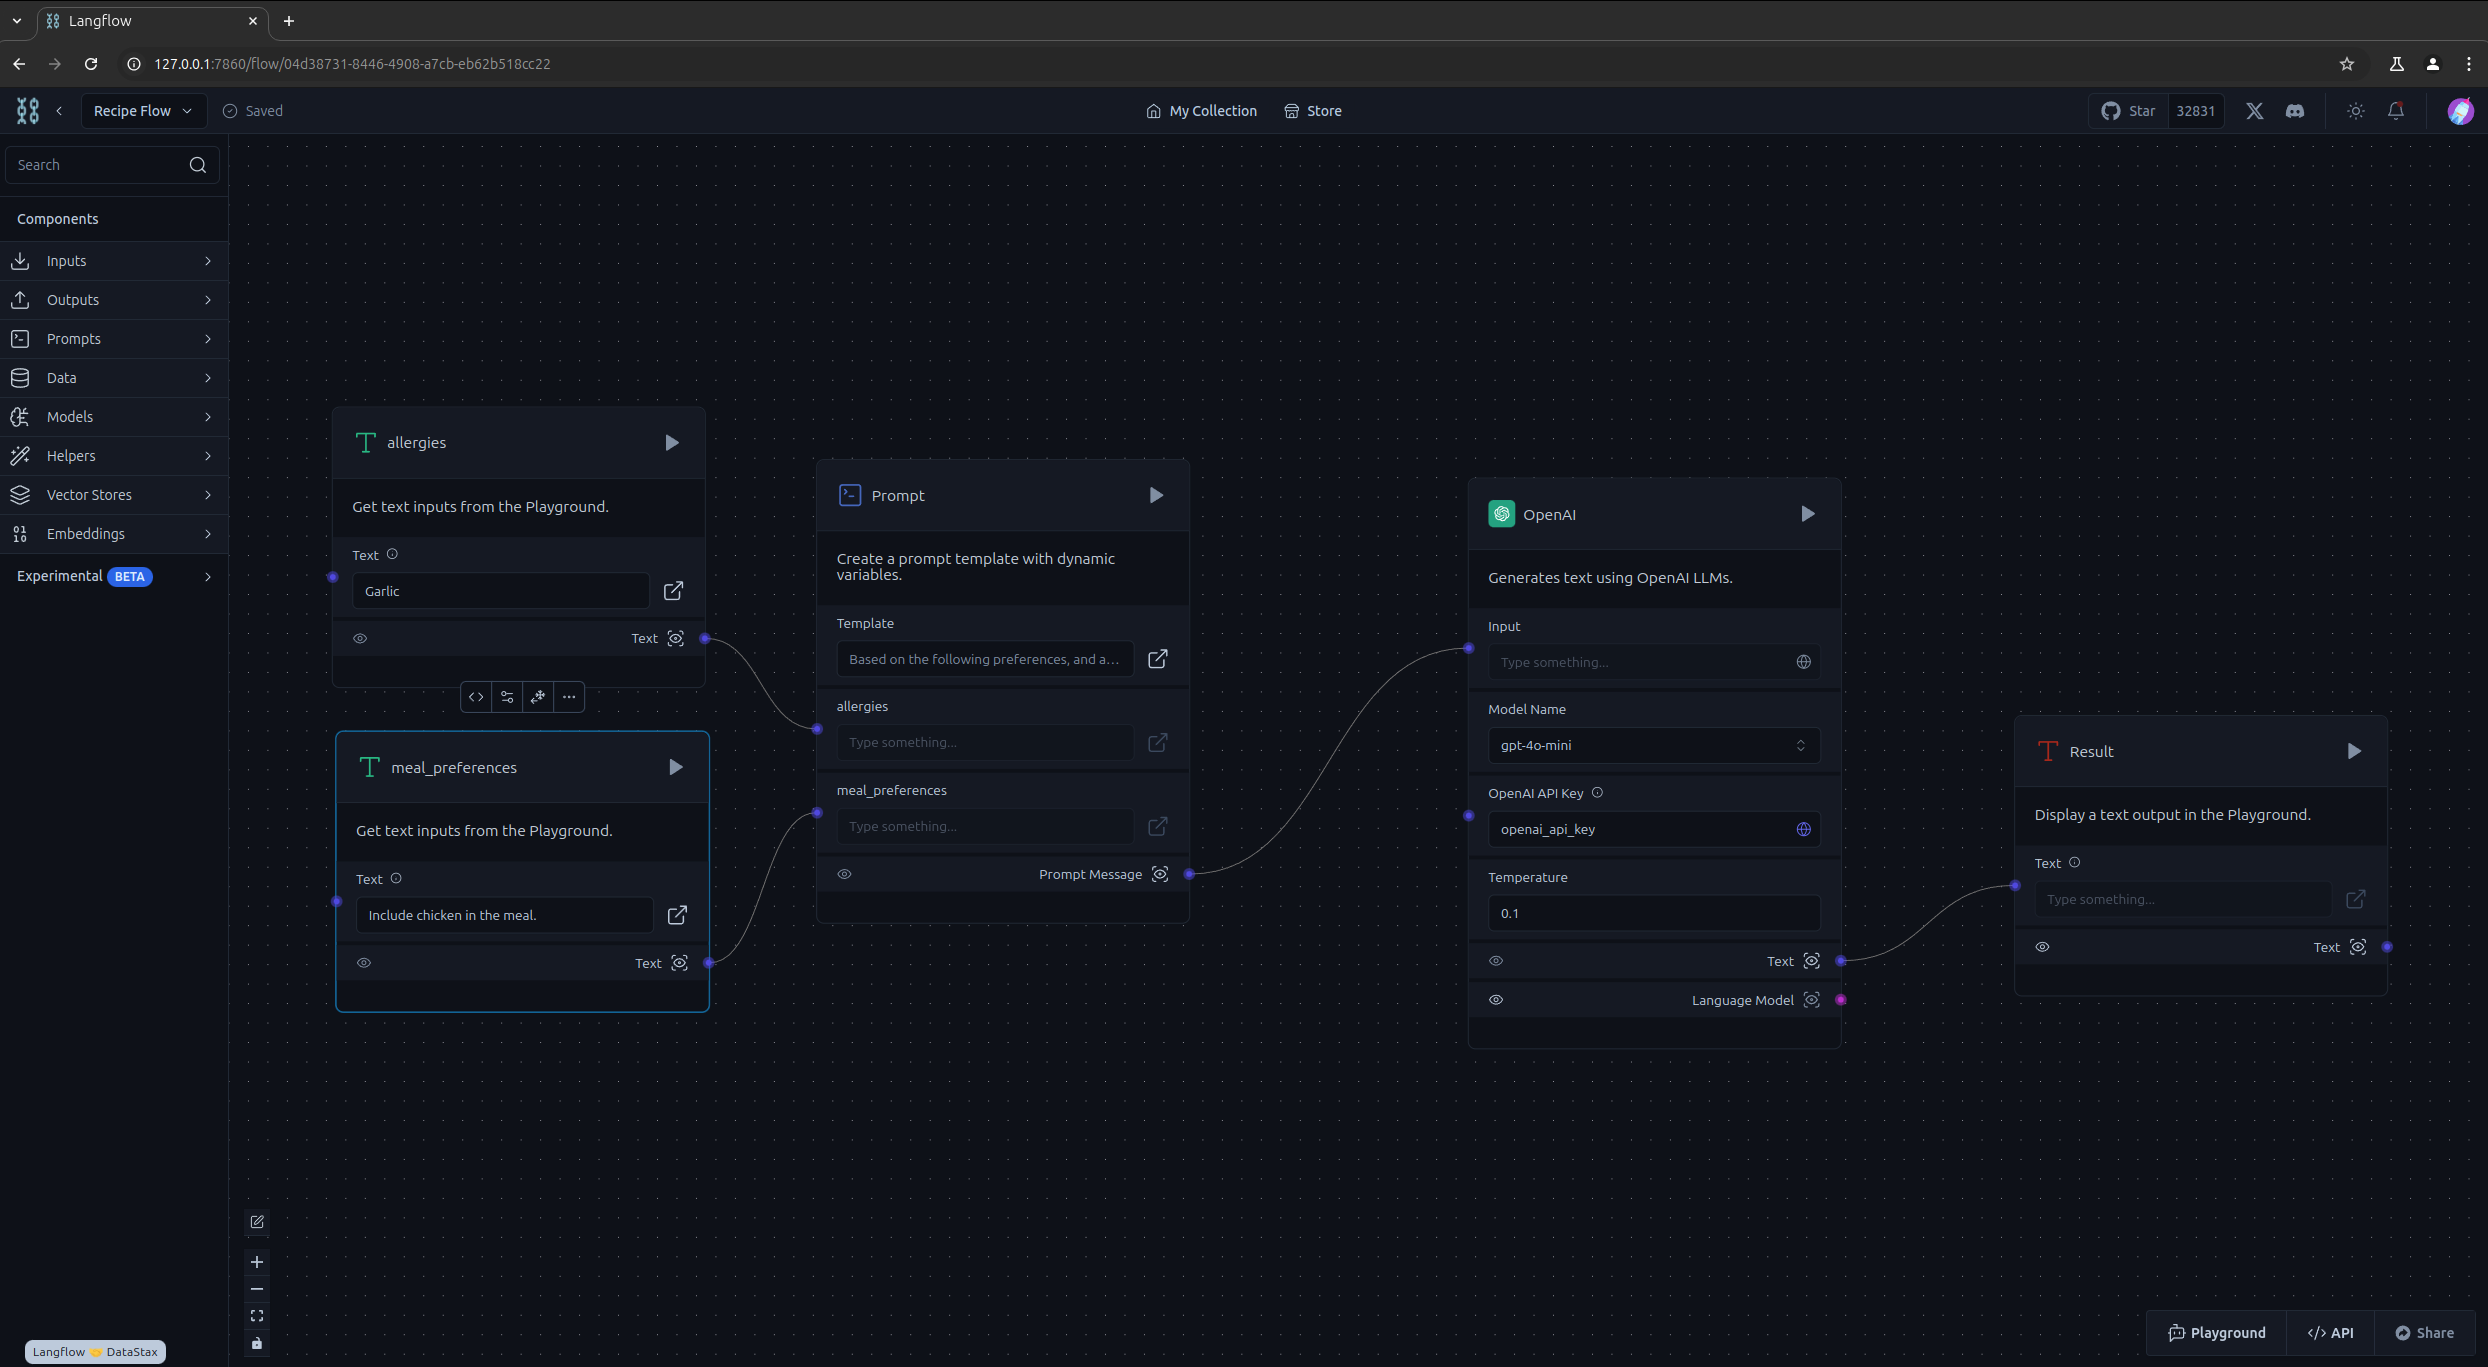 Langflow
127.0.0.1:7860/flow/04d38731-8446-4908-a7cb-eb62b518cc22
Recipe Flow
Saved
My Collection
Store
Star
32831
Search
Components
Inputs
Outputs
Prompts
Data
Models
Helpers
Vector Stores
Embeddings
Experimental BETA
allergies
Get text inputs from the Playground.
Text
Garlic
Text
meal_preferences
Get text inputs from the Playground.
Text
Include chicken in the meal.
Text
Prompt
Create a prompt template with dynamic
variables.
Template
Based on the following preferences, and a...
allergies
Type something...
meal_preferences
Type something...
Prompt Message
OpenAI
Generates text using OpenAI LLMs.
Input
Type something...
Model Name
gpt-4o-mini
OpenAI API Key
openai_api_key
Temperature
0.1
Text
Language Model
Result
Display a text output in the Playground.
Text
Type something...
Text
Langflow 🤝 DataStax
Playground
</> API
Share